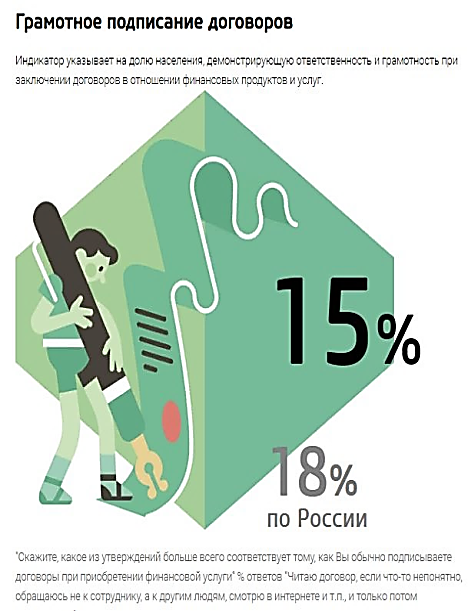 Грамотное подписание договоров
Индикатор указывает на долю населения, демонстрирующую ответственность и грамотность при
заключении договоров в отношении финансовых продуктов и услуг.
15%
18%
по России
"Скажите, какое из утверждений больше всего соответствует тому, как Вы обычно подписываете
договоры при приобретении финансовой услуги" % ответов "Читаю договор, если что-то непонятно,
обращаюсь не к сотруднику, а к другим людям, смотрю в интернете и т.п., и только потом